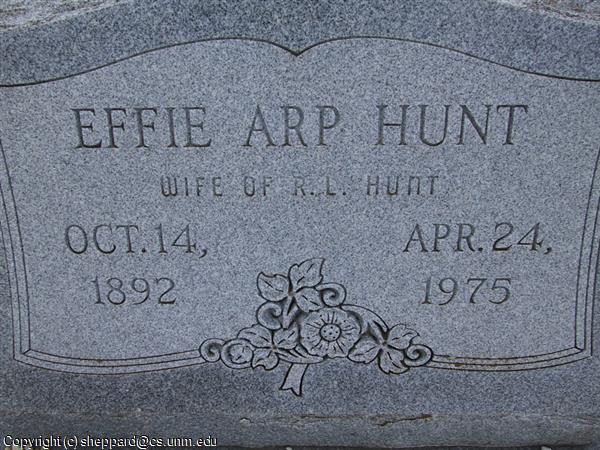 EFFIE ARP HUNT
WIFE OF R.L. HUNT
OCT. 14, APR. 24,
1892 1975
Copyright (c) sheppard@cs.unm.edu